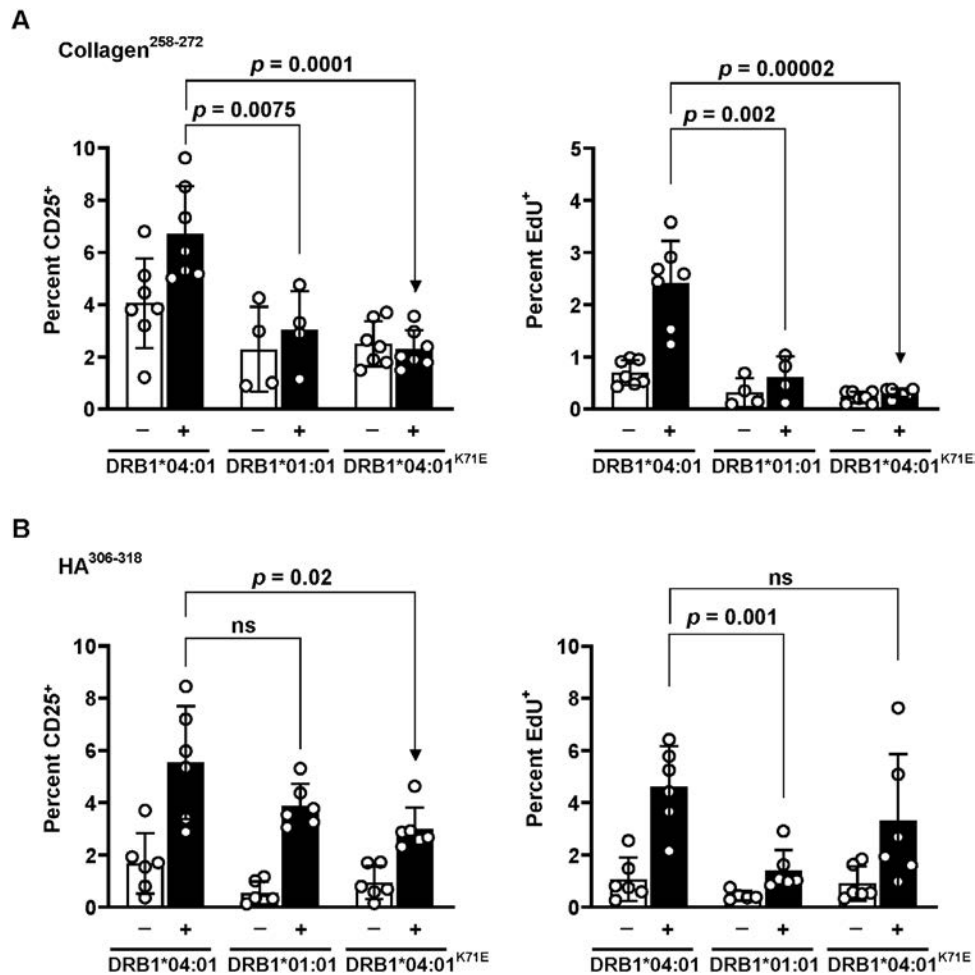 A
Collagen²⁵⁸⁻²⁷²
p = 0.0001
p = 0.0075
Percent CD25⁺
10
8
6
4
2
0
– + – + – +
DRB1*04:01 DRB1*01:01 DRB1*04:01ᴷ⁷¹ᴱ
p = 0.00002
p = 0.002
Percent EdU⁺
5
4
3
2
1
0
– + – + – +
DRB1*04:01 DRB1*01:01 DRB1*04:01ᴷ⁷¹ᴱ
B
HA³⁰⁶⁻³¹⁸
p = 0.02
ns
Percent CD25⁺
10
8
6
4
2
0
– + – + – +
DRB1*04:01 DRB1*01:01 DRB1*04:01ᴷ⁷¹ᴱ
ns
p = 0.001
Percent EdU⁺
10
8
6
4
2
0
– + – + – +
DRB1*04:01 DRB1*01:01 DRB1*04:01ᴷ⁷¹ᴱ